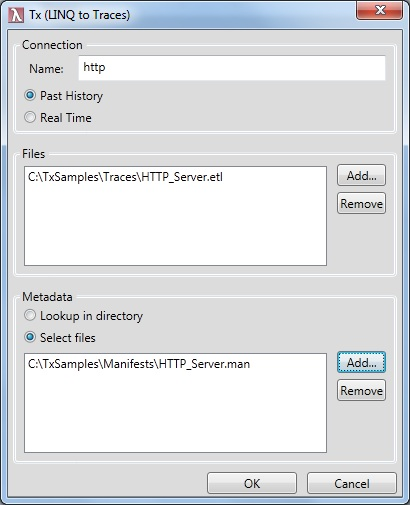 Tx (LINQ to Traces)
Connection
Name: http
Past History
Real Time
Files
C:\TxSamples\Traces\HTTP_Server.etl
Add...
Remove
Metadata
Lookup in directory
Select files
C:\TxSamples\Manifests\HTTP_Server.man
Add...
Remove
OK Cancel